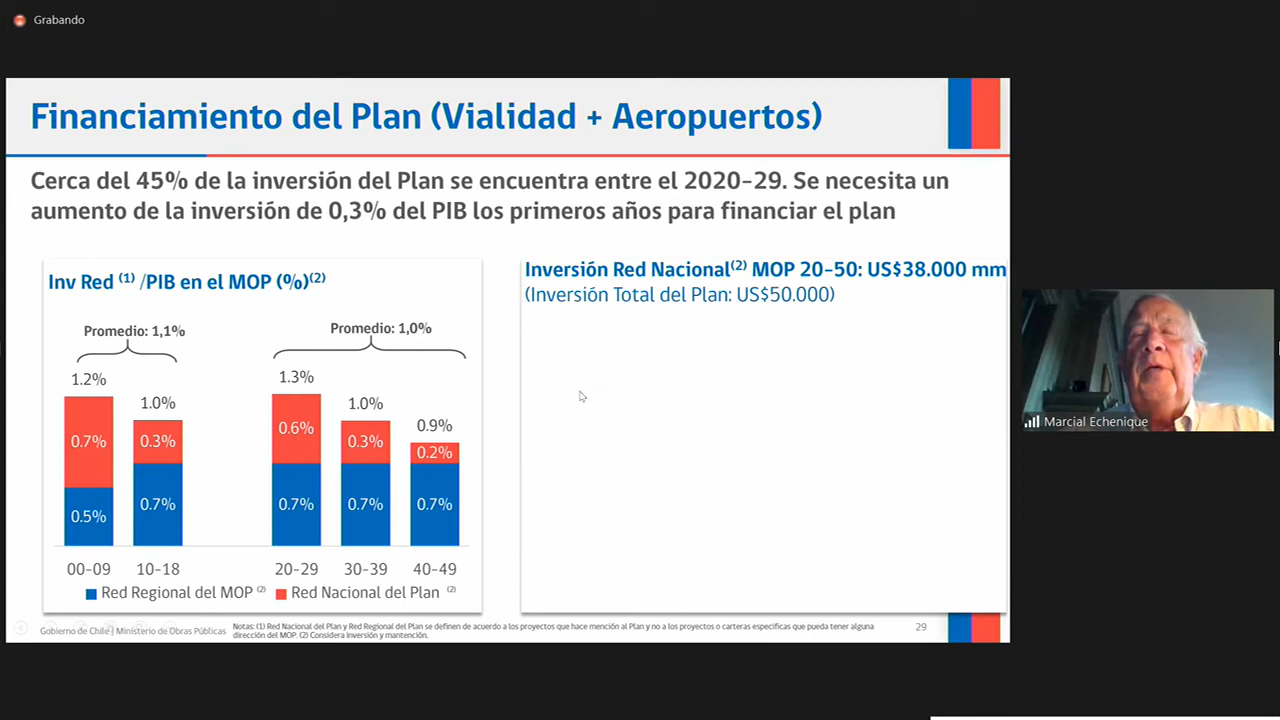 Grabando
Financiamiento del Plan (Vialidad + Aeropuertos)
Cerca del 45% de la inversión del Plan se encuentra entre el 2020-29. Se necesita un
aumento de la inversión de 0,3% del PIB los primeros años para financiar el plan
Inv Red (1) /PIB en el MOP (%)(2)
Promedio: 1,1%
Promedio: 1,0%
1.2%
1.0%
1.3%
1.0%
0.9%
0.7%
0.3%
0.6%
0.3%
0.2%
0.5%
0.7%
0.7%
0.7%
0.7%
00-09
10-18
20-29
30-39
40-49
Red Regional del MOP (2)
Red Nacional del Plan (2)
Inversión Red Nacional(2) MOP 20-50: US$38.000 mm
(Inversión Total del Plan: US$50.000)
Marcial Echenique
Gobierno de Chile | Ministerio de Obras Públicas
Notas: (1) Red Nacional del Plan y Red Regional del Plan se definen de acuerdo a los proyectos que hace mención al Plan y no a los proyectos o carteras específicas que pueda tener alguna
dirección del MOP. (2) Considera inversión y mantención.
29